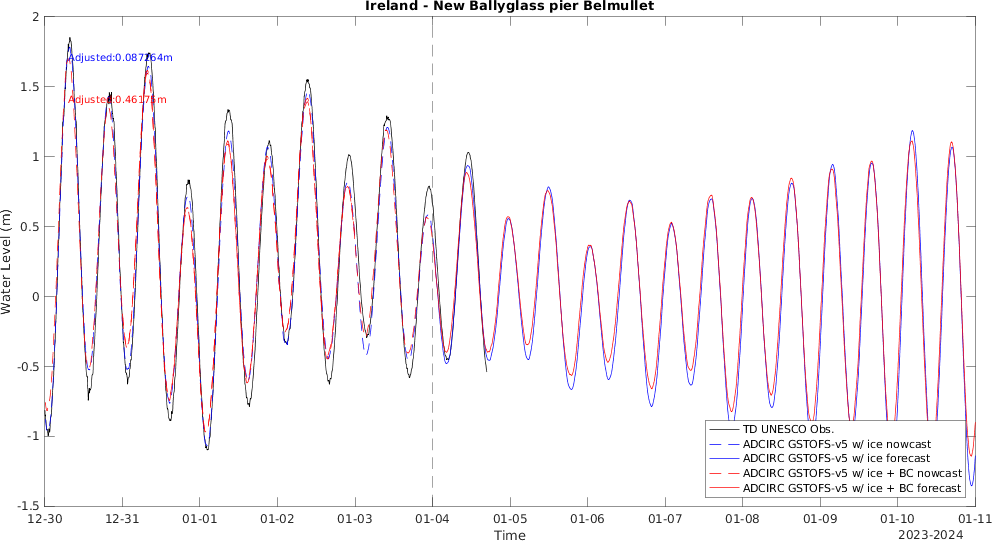 Ireland - New Ballyglass pier Belmullet
2
1.5
1
0.5
0
-0.5
-1
-1.5
Water Level (m)
Adjusted:0.087264m
Adjusted:0.46175m
TD UNESCO Obs.
ADCIRC GSTOFS-v5 w/ ice nowcast
ADCIRC GSTOFS-v5 w/ ice forecast
ADCIRC GSTOFS-v5 w/ ice + BC nowcast
ADCIRC GSTOFS-v5 w/ ice + BC forecast
12-30 12-31 01-01 01-02 01-03 01-04 01-05 01-06 01-07 01-08 01-09 01-10 01-11
Time
2023-2024